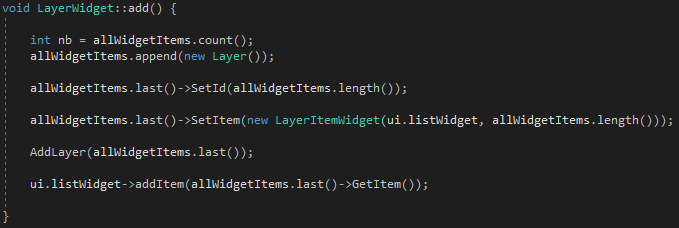 void LayerWidget::add() {
int nb = allWidgetItems.count();
allWidgetItems.append(new Layer());
allWidgetItems.last()->SetId(allWidgetItems.length());
allWidgetItems.last()->SetItem(new LayerItemWidget(ui.listWidget, allWidgetItems.length()));
AddLayer(allWidgetItems.last());
ui.listWidget->addItem(allWidgetItems.last()->GetItem());
}